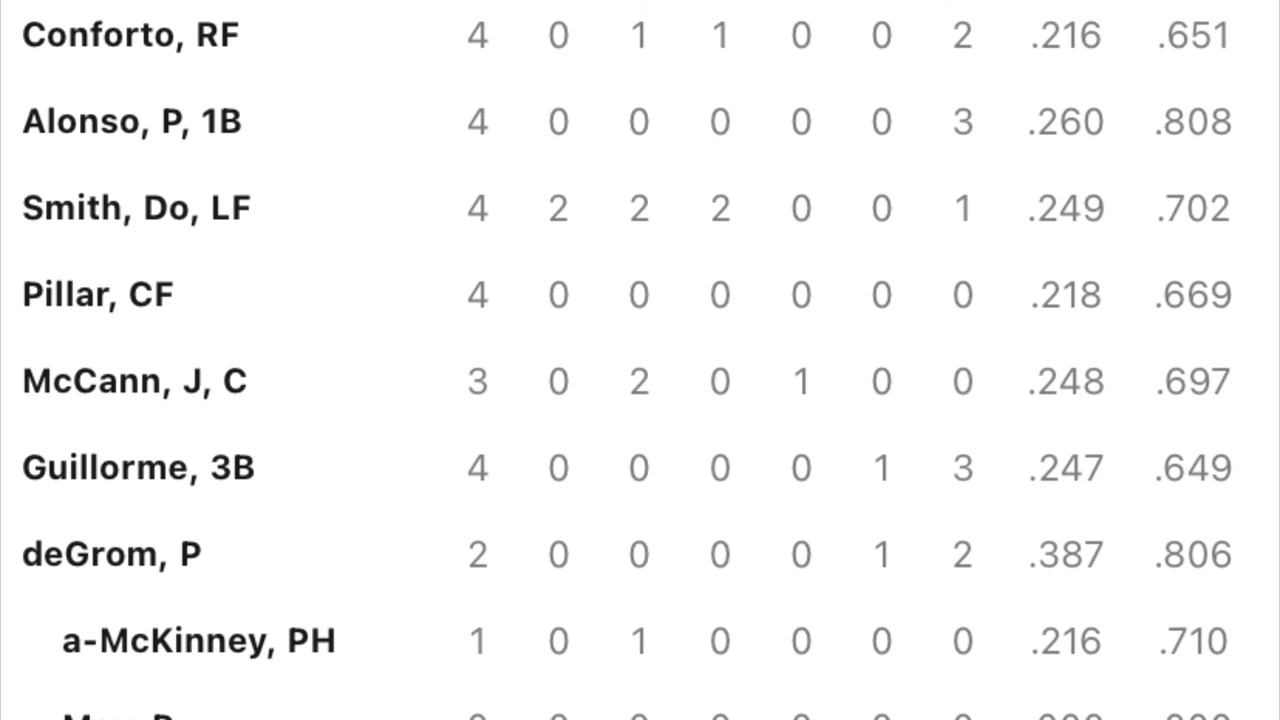 Conforto, RF 4 0 1 1 0 0 2 .216 .651
Alonso, P, 1B 4 0 0 0 0 0 3 .260 .808
Smith, Do, LF 4 2 2 2 0 0 1 .249 .702
Pillar, CF 4 0 0 0 0 0 0 .218 .669
McCann, J, C 3 0 2 0 1 0 0 .248 .697
Guillorme, 3B 4 0 0 0 0 1 3 .247 .649
deGrom, P 2 0 0 0 0 1 2 .387 .806
a-McKinney, PH 1 0 1 0 0 0 0 .216 .710